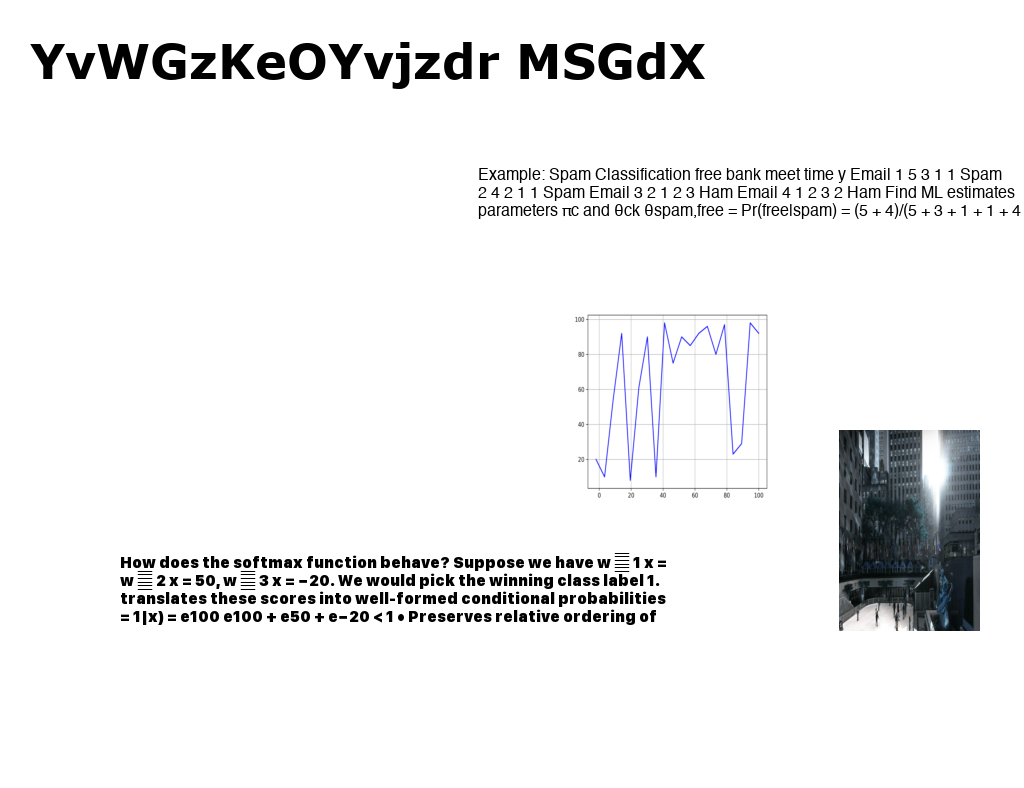 YvWGzKeOYvjzdr MSGdX
Example: Spam Classification free bank meet time y Email 1 5 3 1 1 Spam
2 4 2 1 1 Spam Email 3 2 1 2 3 Ham Email 4 1 2 3 2 Ham Find ML estimates
parameters πc and θck θspam,free = Pr(free|spam) = (5 + 4)/(5 + 3 + 1 + 1 + 4
100
80
60
40
20
0 20 40 60 80 100
How does the softmax function behave? Suppose we have w 1 x =
w 2 x = 50, w 3 x = −20. We would pick the winning class label 1.
translates these scores into well-formed conditional probabilities
= 1|x) = e100 e100 + e50 + e−20 < 1 • Preserves relative ordering of